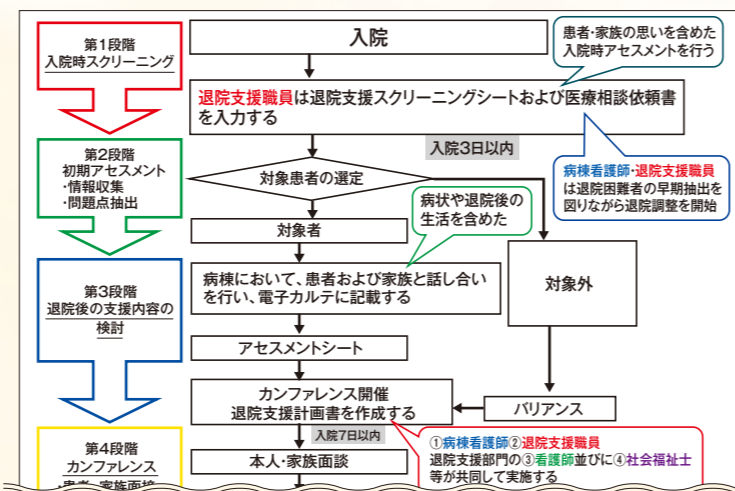 第1段階
入院時スクリーニング
第2段階
初期アセスメント
・情報収集
・問題点抽出
第3段階
退院後の支援内容の
検討
第4段階
カンファレンス
・患者・家族面接
入院
患者・家族の思いを含めた
入院時アセスメントを行う
退院支援職員は退院支援スクリーニングシートおよび医療相談依頼書
を入力する
入院3日以内
病棟看護師・退院支援職員
は退院困難者の早期抽出を
図りながら退院調整を開始
対象患者の選定
病状や退院後の
生活を含めた
対象者
対象外
病棟において、患者および家族と話し合い
を行い、電子カルテに記載する
アセスメントシート
カンファレンス開催
退院支援計画書を作成する
バリアンス
入院7日以内
①病棟看護師②退院支援職員
退院支援部門の③看護師並びに④社会福祉士
等が共同して実施する
本人・家族面談